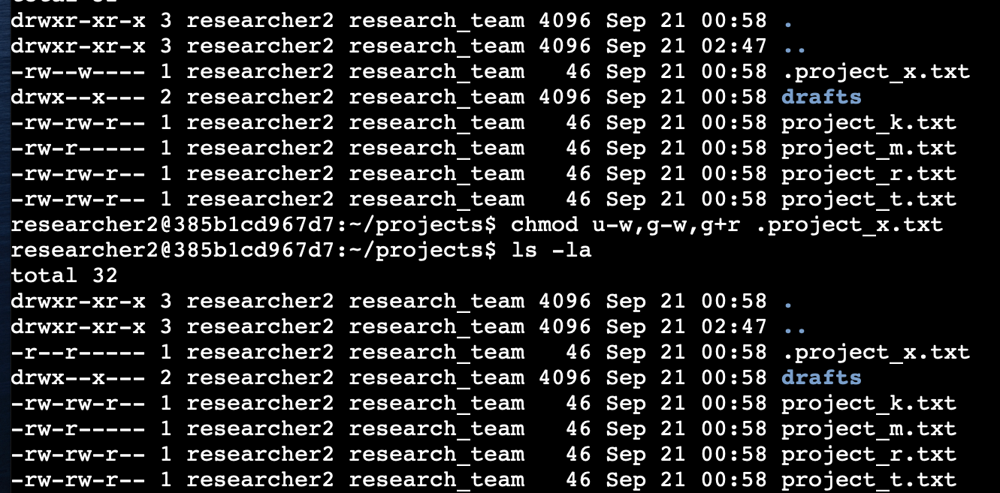 total 32
drwxr-xr-x 3 researcher2 research_team 4096 Sep 21 00:58 .
drwxr-xr-x 3 researcher2 research_team 4096 Sep 21 02:47 ..
-rw--w---- 1 researcher2 research_team   46 Sep 21 00:58 .project_x.txt
drwx--x--- 2 researcher2 research_team 4096 Sep 21 00:58 drafts
-rw-rw-r-- 1 researcher2 research_team   46 Sep 21 00:58 project_k.txt
-rw-r----- 1 researcher2 research_team   46 Sep 21 00:58 project_m.txt
-rw-rw-r-- 1 researcher2 research_team   46 Sep 21 00:58 project_r.txt
-rw-rw-r-- 1 researcher2 research_team   46 Sep 21 00:58 project_t.txt
researcher2@385b1cd967d7:~/projects$ chmod u-w,g-w,g+r .project_x.txt
researcher2@385b1cd967d7:~/projects$ ls -la
total 32
drwxr-xr-x 3 researcher2 research_team 4096 Sep 21 00:58 .
drwxr-xr-x 3 researcher2 research_team 4096 Sep 21 02:47 ..
-r--r----- 1 researcher2 research_team   46 Sep 21 00:58 .project_x.txt
drwx--x--- 2 researcher2 research_team 4096 Sep 21 00:58 drafts
-rw-rw-r-- 1 researcher2 research_team   46 Sep 21 00:58 project_k.txt
-rw-r----- 1 researcher2 research_team   46 Sep 21 00:58 project_m.txt
-rw-rw-r-- 1 researcher2 research_team   46 Sep 21 00:58 project_r.txt
-rw-rw-r-- 1 researcher2 research_team   46 Sep 21 00:58 project_t.txt